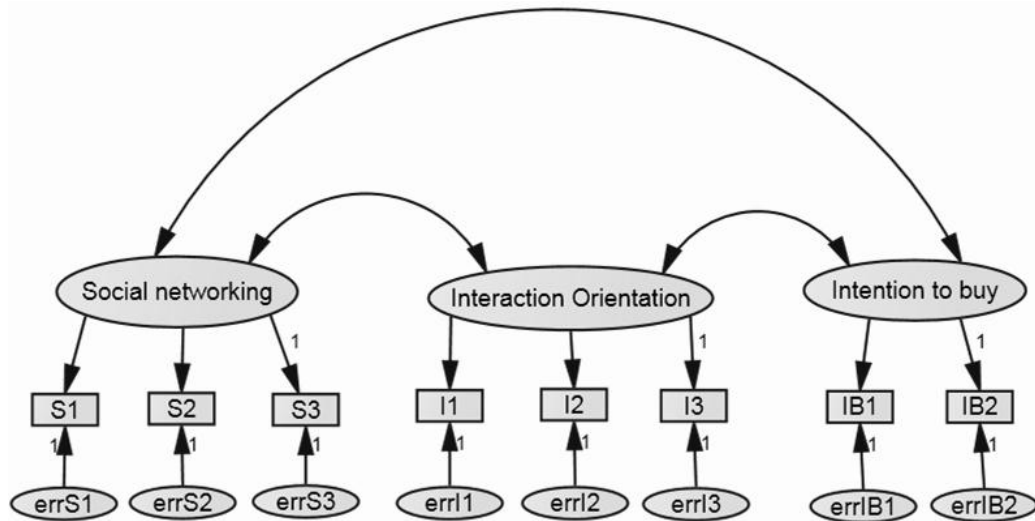 Social networking
Interaction Orientation
Intention to buy
1
1
1
S1
S2
S3
I1
I2
I3
IB1
IB2
1
1
1
1
1
1
1
1
errS1
errS2
errS3
errI1
errI2
errI3
errIB1
errIB2